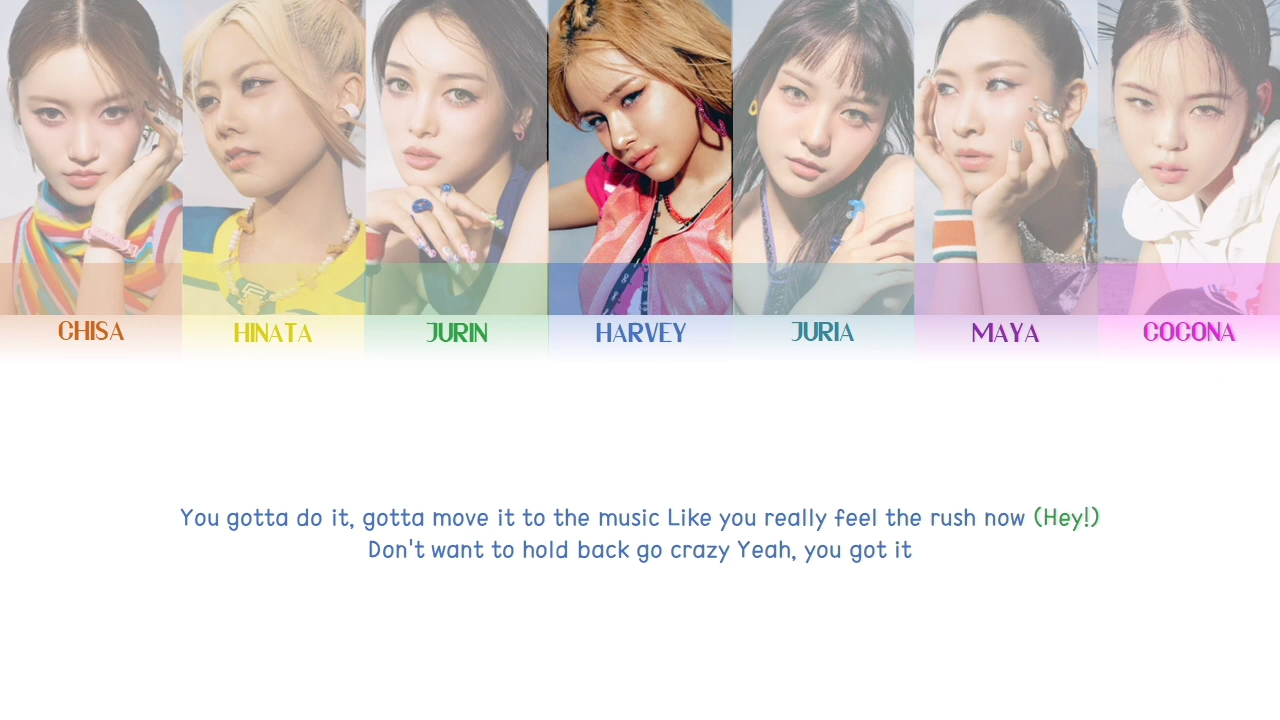 CHISA HINATA JURIN HARVEY JURIA MAYA COCONA
You gotta do it, gotta move it to the music Like you really feel the rush now (Hey!)
Don't want to hold back go crazy Yeah, you got it